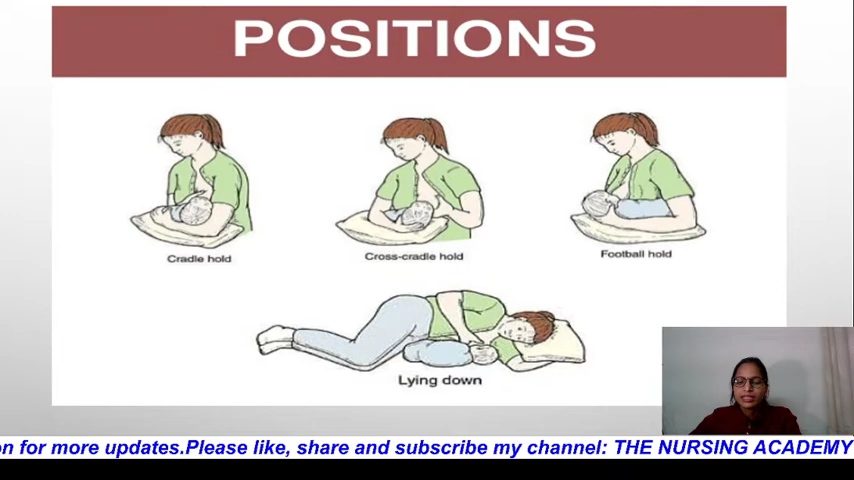 POSITIONS
Cradle hold
Cross-cradle hold
Football hold
Lying down
on for more updates.Please like, share and subscribe my channel: THE NURSING ACADEMY